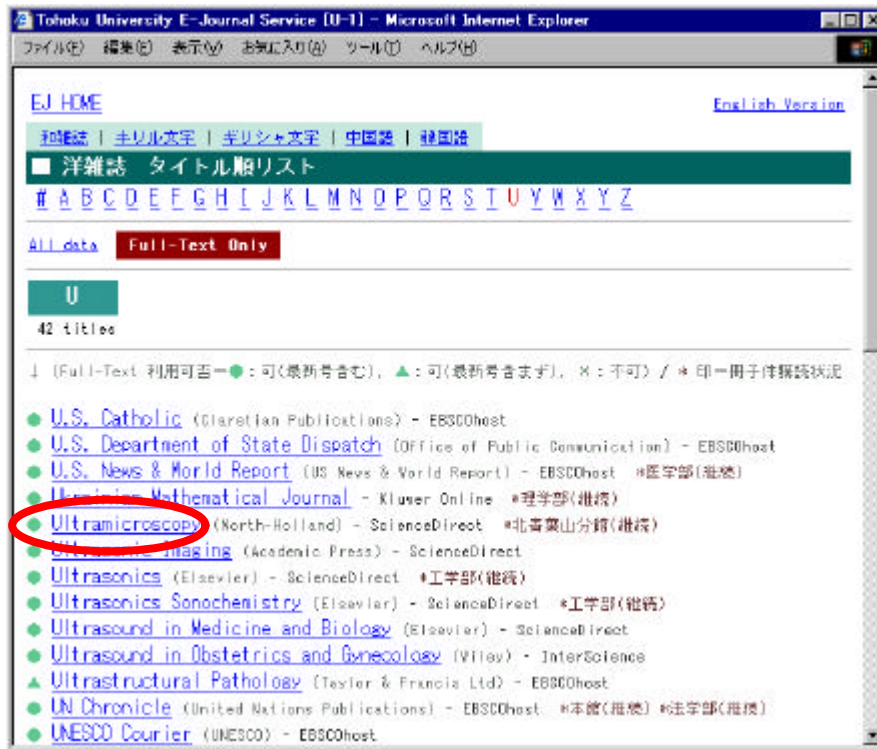 Tohoku University E-Journal Service [U-1] - Microsoft Internet Explorer
ファイル(F) 編集(E) 表示(V) お気に入り(A) ツール(T) ヘルプ(H)
EJ HOME English Version
和雑誌 | キリル文字 | ギリシャ文字 | 中国語 | 韓国語
■ 洋雑誌 タイトル順リスト
# A B C D E F G H I J K L M N O P Q R S T U V W X Y Z
All data Full-Text Only
U
42 titles
↓ (Full-Text 利用可否ー●:可(最新号含む), ▲:可(最新号含まず), ×:不可) / * 印ー冊子体購読状況
● U.S. Catholic (Claretian Publications) - EBSCOhost
● U.S. Department of State Dispatch (Office of Public Communication) - EBSCOhost
● U.S. News & World Report (US News & World Report) - EBSCOhost *医学部(継続)
● Ukrainian Mathematical Journal - Kluwer Online *理学部(継続)
● Ultramicroscopy (North-Holland) - ScienceDirect *北青葉山分館(継続)
● Ultrasonic Imaging (Academic Press) - ScienceDirect
● Ultrasonics (Elsevier) - ScienceDirect *工学部(継続)
● Ultrasonics Sonochemistry (Elsevier) - ScienceDirect *工学部(継続)
● Ultrasound in Medicine and Biology (Elsevier) - ScienceDirect
● Ultrasound in Obstetrics and Gynecology (Wiley) - InterScience
▲ Ultrastructural Pathology (Taylor & Francis Ltd) - EBSCOhost
● UN Chronicle (United Nations Publications) - EBSCOhost *本館(継続) *法学部(継続)
● UNESCO Courier (UNESCO) - EBSCOhost